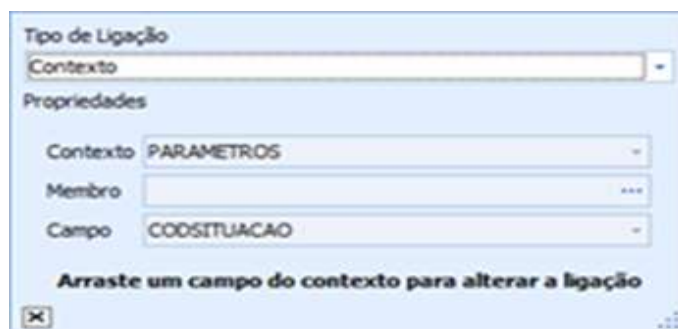 Tipo de Ligação
Contexto
Propriedades
Contexto PARAMETROS
Membro ...
Campo CODSITUACAO
Arraste um campo do contexto para alterar a ligação